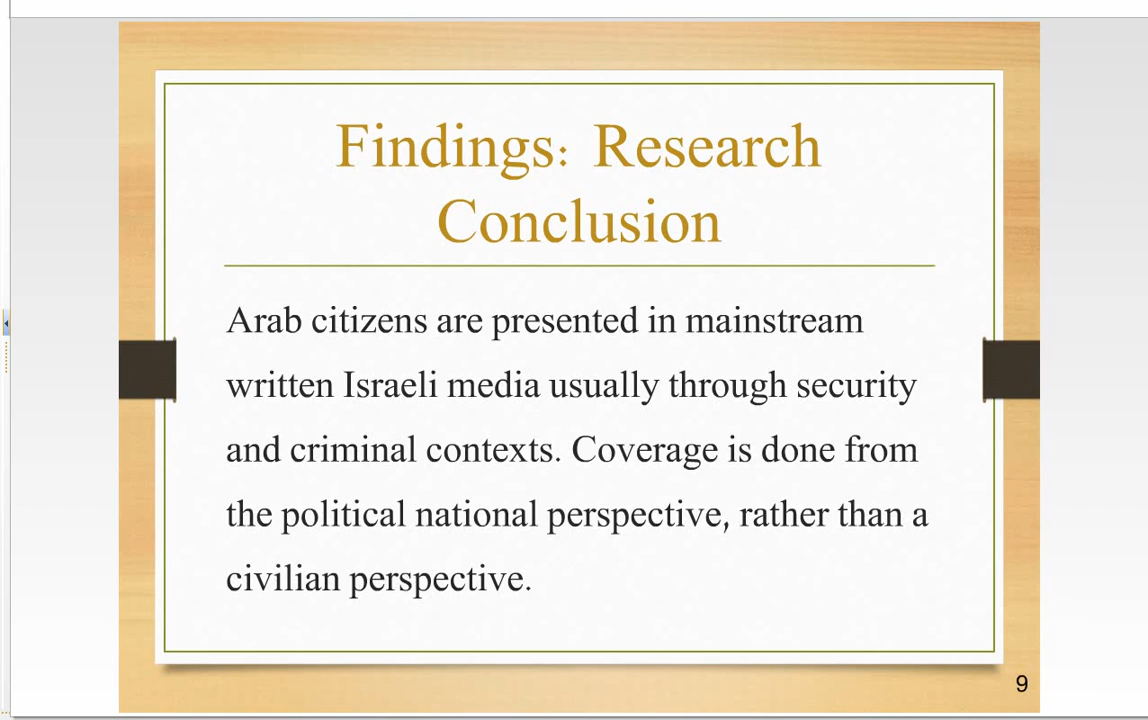 Findings: Research
Conclusion
Arab citizens are presented in mainstream
written Israeli media usually through security
and criminal contexts. Coverage is done from
the political national perspective, rather than a
civilian perspective.
9